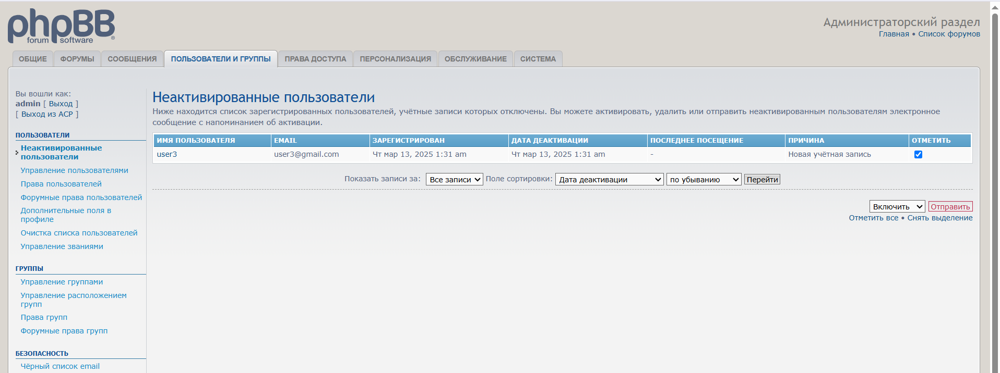 phpBB®
forum software
Администраторский раздел
Главная • Список форумов
ОБЩИЕ ФОРУМЫ СООБЩЕНИЯ ПОЛЬЗОВАТЕЛИ И ГРУППЫ ПРАВА ДОСТУПА ПЕРСОНАЛИЗАЦИЯ ОБСЛУЖИВАНИЕ СИСТЕМА
Вы вошли как:
admin [ Выход ]
[ Выход из ACP ]
ПОЛЬЗОВАТЕЛИ
Неактивированные
пользователи
Управление пользователями
Права пользователей
Форумные права пользователей
Дополнительные поля в
профиле
Очистка списка пользователей
Управление званиями
ГРУППЫ
Управление группами
Управление расположением
групп
Права групп
Форумные права групп
БЕЗОПАСНОСТЬ
Чёрный список email
Неактивированные пользователи
Ниже находится список зарегистрированных пользователей, учётные записи которых отключены. Вы можете активировать, удалить или отправить неактивированным пользователям электронное
сообщение с напоминанием об активации.
ИМЯ ПОЛЬЗОВАТЕЛЯ EMAIL ЗАРЕГИСТРИРОВАН ДАТА ДЕАКТИВАЦИИ ПОСЛЕДНЕЕ ПОСЕЩЕНИЕ ПРИЧИНА ОТМЕТИТЬ
user3 user3@gmail.com Чт мар 13, 2025 1:31 am Чт мар 13, 2025 1:31 am - Новая учётная запись
Показать записи за: Все записи Поле сортировки: Дата деактивации по убыванию Перейти
Включить Отправить
Отметить все • Снять выделение